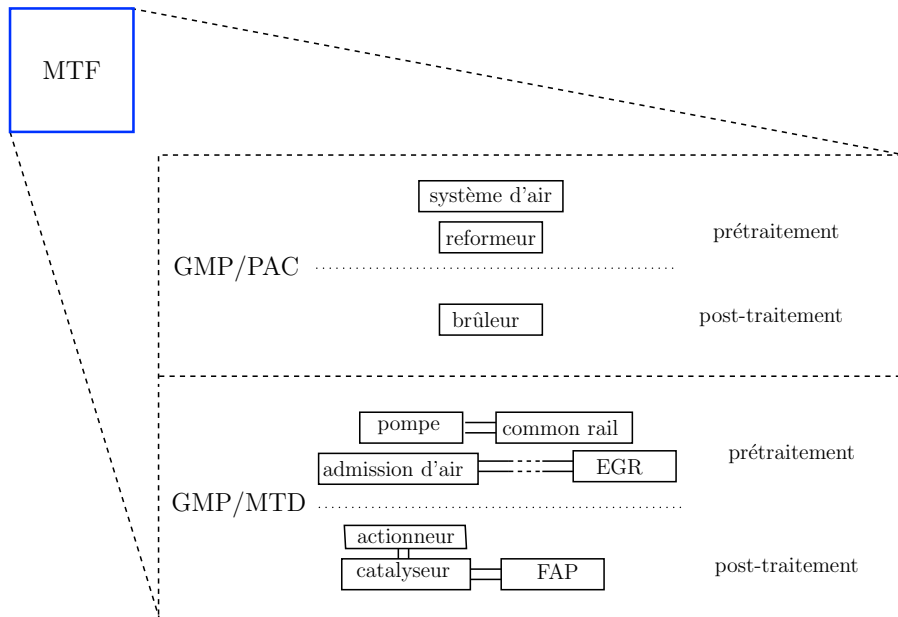 MTF
système d'air
reformeur
prétraitement
GMP/PAC
brûleur
post-traitement
pompe
common rail
prétraitement
admission d'air
EGR
GMP/MTD
actionneur
catalyseur
FAP
post-traitement